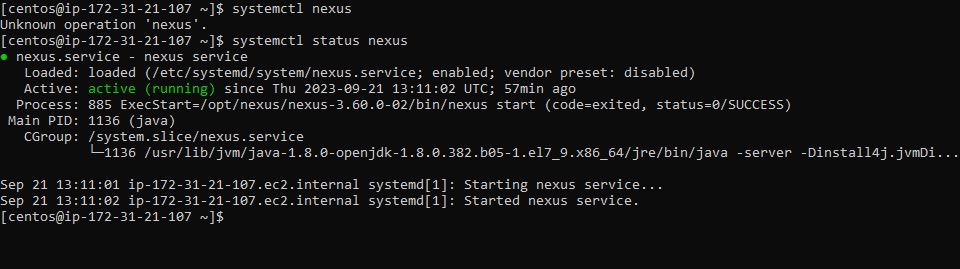 [centos@ip-172-31-21-107 ~]$ systemctl nexus
Unknown operation 'nexus'.
[centos@ip-172-31-21-107 ~]$ systemctl status nexus
● nexus.service - nexus service
   Loaded: loaded (/etc/systemd/system/nexus.service; enabled; vendor preset: disabled)
   Active: active (running) since Thu 2023-09-21 13:11:02 UTC; 57min ago
  Process: 885 ExecStart=/opt/nexus/nexus-3.60.0-02/bin/nexus start (code=exited, status=0/SUCCESS)
 Main PID: 1136 (java)
   CGroup: /system.slice/nexus.service
           └─1136 /usr/lib/jvm/java-1.8.0-openjdk-1.8.0.382.b05-1.el7_9.x86_64/jre/bin/java -server -Dinstall4j.jvmDi...

Sep 21 13:11:01 ip-172-31-21-107.ec2.internal systemd[1]: Starting nexus service...
Sep 21 13:11:02 ip-172-31-21-107.ec2.internal systemd[1]: Started nexus service.
[centos@ip-172-31-21-107 ~]$